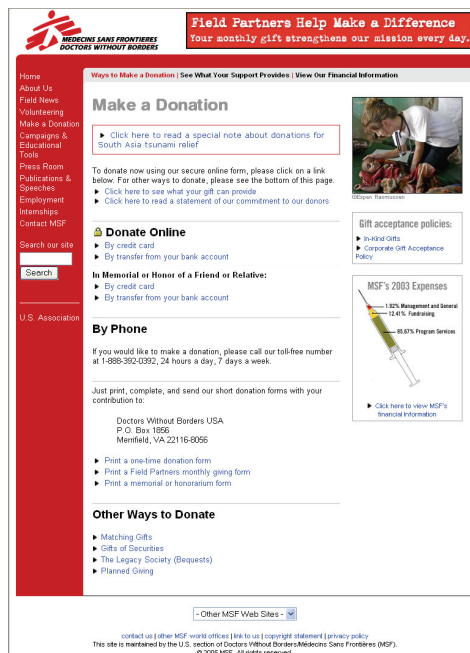 MEDECINS SANS FRONTIERES
DOCTORS WITHOUT BORDERS
Field Partners Help Make a Difference
Your monthly gift strengthens our mission every day.
Home
About Us
Field News
Volunteering
Make a Donation
Campaigns &
Educational
Tools
Press Room
Publications &
Speeches
Employment
Internships
Contact MSF
Search our site
Search
U.S. Association
Ways to Make a Donation | See What Your Support Provides | View Our Financial Information
Make a Donation
Click here to read a special note about donations for
South Asia tsunami relief
To donate now using our secure online form, please click on a link
below. For other ways to donate, please see the bottom of this page.
Click here to see what your gift can provide
Click here to read a statement of our commitment to our donors
Donate Online
By credit card
By transfer from your bank account
In Memorial or Honor of a Friend or Relative:
By credit card
By transfer from your bank account
By Phone
If you would like to make a donation, please call our toll-free number
at 1-888-392-0392, 24 hours a day, 7 days a week.
Just print, complete, and send our short donation forms with your
contribution to:
Doctors Without Borders USA
P.O. Box 1856
Merrifield, VA 22116-8056
Print a one-time donation form
Print a Field Partners monthly giving form
Print a memorial or honorarium form
Other Ways to Donate
Matching Gifts
Gifts of Securities
The Legacy Society (Bequests)
Planned Giving
©Espen Rasmussen
Gift acceptance policies:
In-Kind Gifts
Corporate Gift Acceptance
Policy
MSF's 2003 Expenses
1.92% Management and General
12.41% Fundraising
85.67% Program Services
Click here to view MSF's
financial Information
- Other MSF Web Sites -
contact us | other MSF world offices | link to us | copyright statement | privacy policy
This site is maintained by the U.S. section of Doctors Without Borders/Médecins Sans Frontières (MSF).
© 2005 MSF. All rights reserved